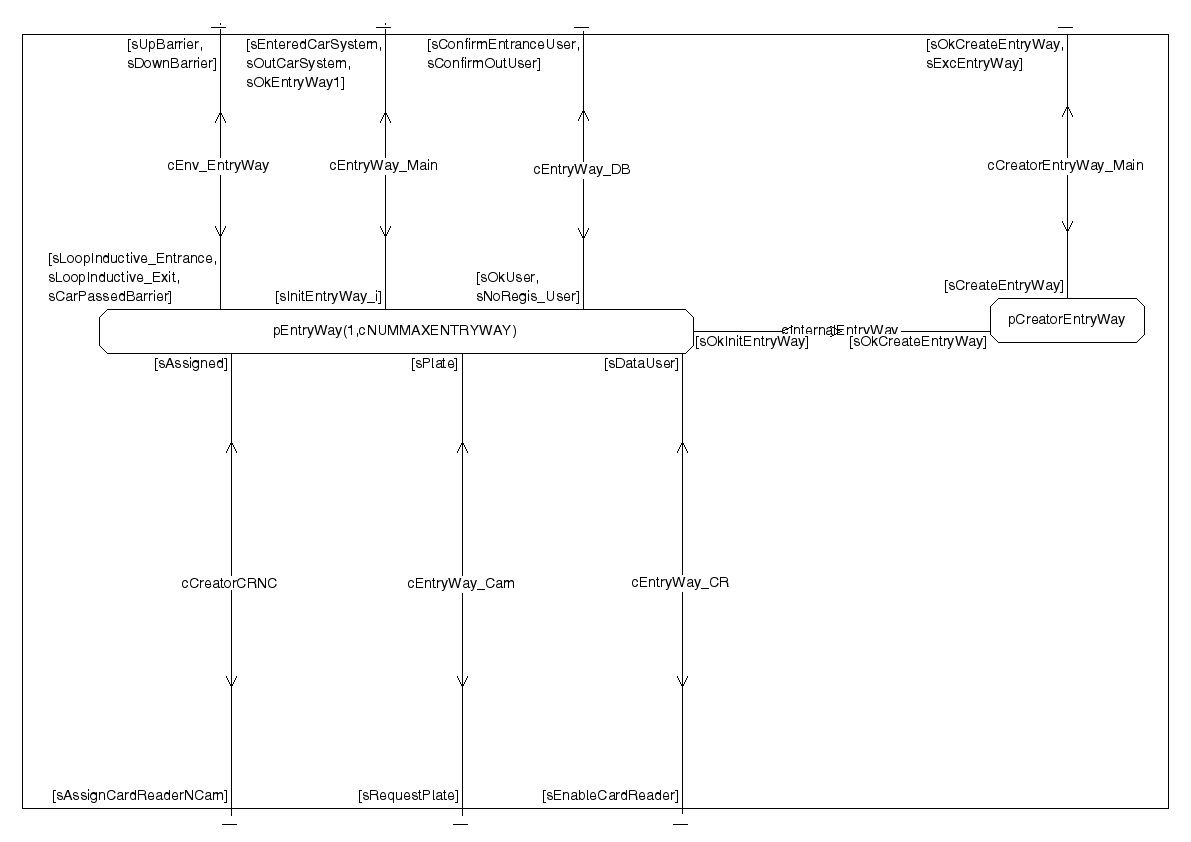 [sUpBarrier,
sDownBarrier]
[sEnteredCarSystem,
sOutCarSystem,
sOkEntryWay1]
[sConfirmEntranceUser,
sConfirmOutUser]
[sOkCreateEntryWay,
sExcEntryWay]
cEnv_EntryWay
cEntryWay_Main
cEntryWay_DB
cCreatorEntryWay_Main
[sLoopInductive_Entrance,
sLoopInductive_Exit,
sCarPassedBarrier]
[sInitEntryWay_i]
[sOkUser,
sNoRegis_User]
[sCreateEntryWay]
pEntryWay(1,cNUMMAXENTRYWAY)
pCreatorEntryWay
cInternalEntryWay
[sOkInitEntryWay]
[sOkCreateEntryWay]
[sAssigned]
[sPlate]
[sDataUser]
cCreatorCRNC
cEntryWay_Cam
cEntryWay_CR
[sAssignCardReaderNCam]
[sRequestPlate]
[sEnableCardReader]